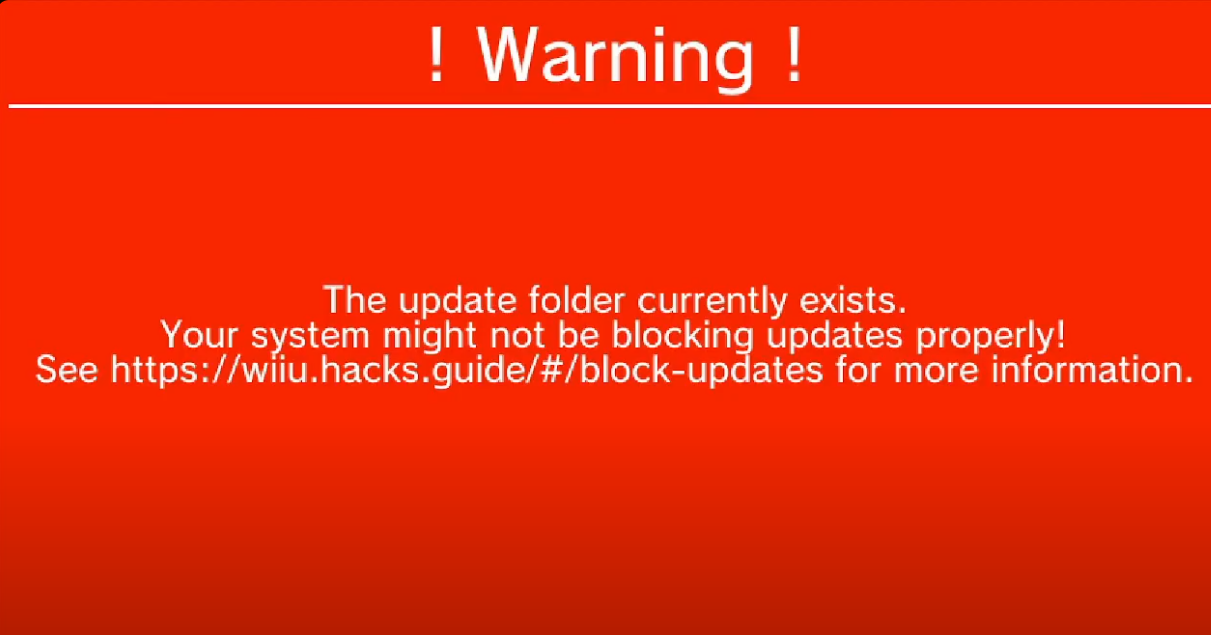 ! Warning !
The update folder currently exists.
Your system might not be blocking updates properly!
See https://wiiu.hacks.guide/#/block-updates for more information.